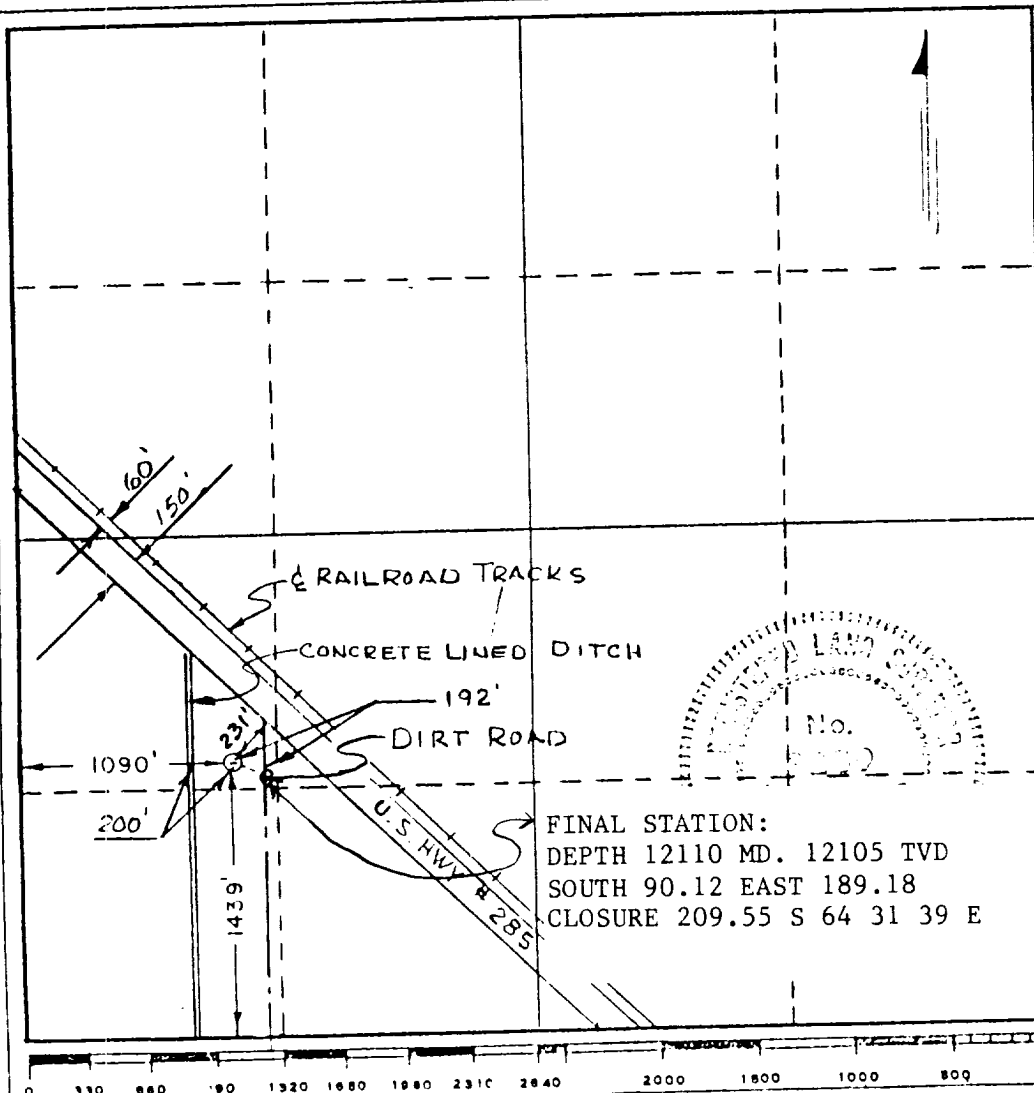 60'
150'
℄ RAILROAD TRACKS
CONCRETE LINED DITCH
192'
231'
DIRT ROAD
1090'
200'
1439'
U.S. HWY # 285
LAND
No.
FINAL STATION:
DEPTH 12110 MD. 12105 TVD
SOUTH 90.12 EAST 189.18
CLOSURE 209.55 S 64 31 39 E
0 330 660 990 1320 1650 1980 2310 2640 2000 1500 1000 500